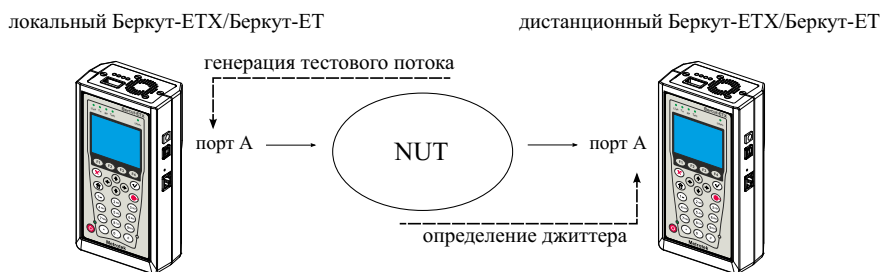 локальный Беркут-ETX/Беркут-ET
дистанционный Беркут-ETX/Беркут-ET
генерация тестового потока
порт A
NUT
порт A
определение джиттера